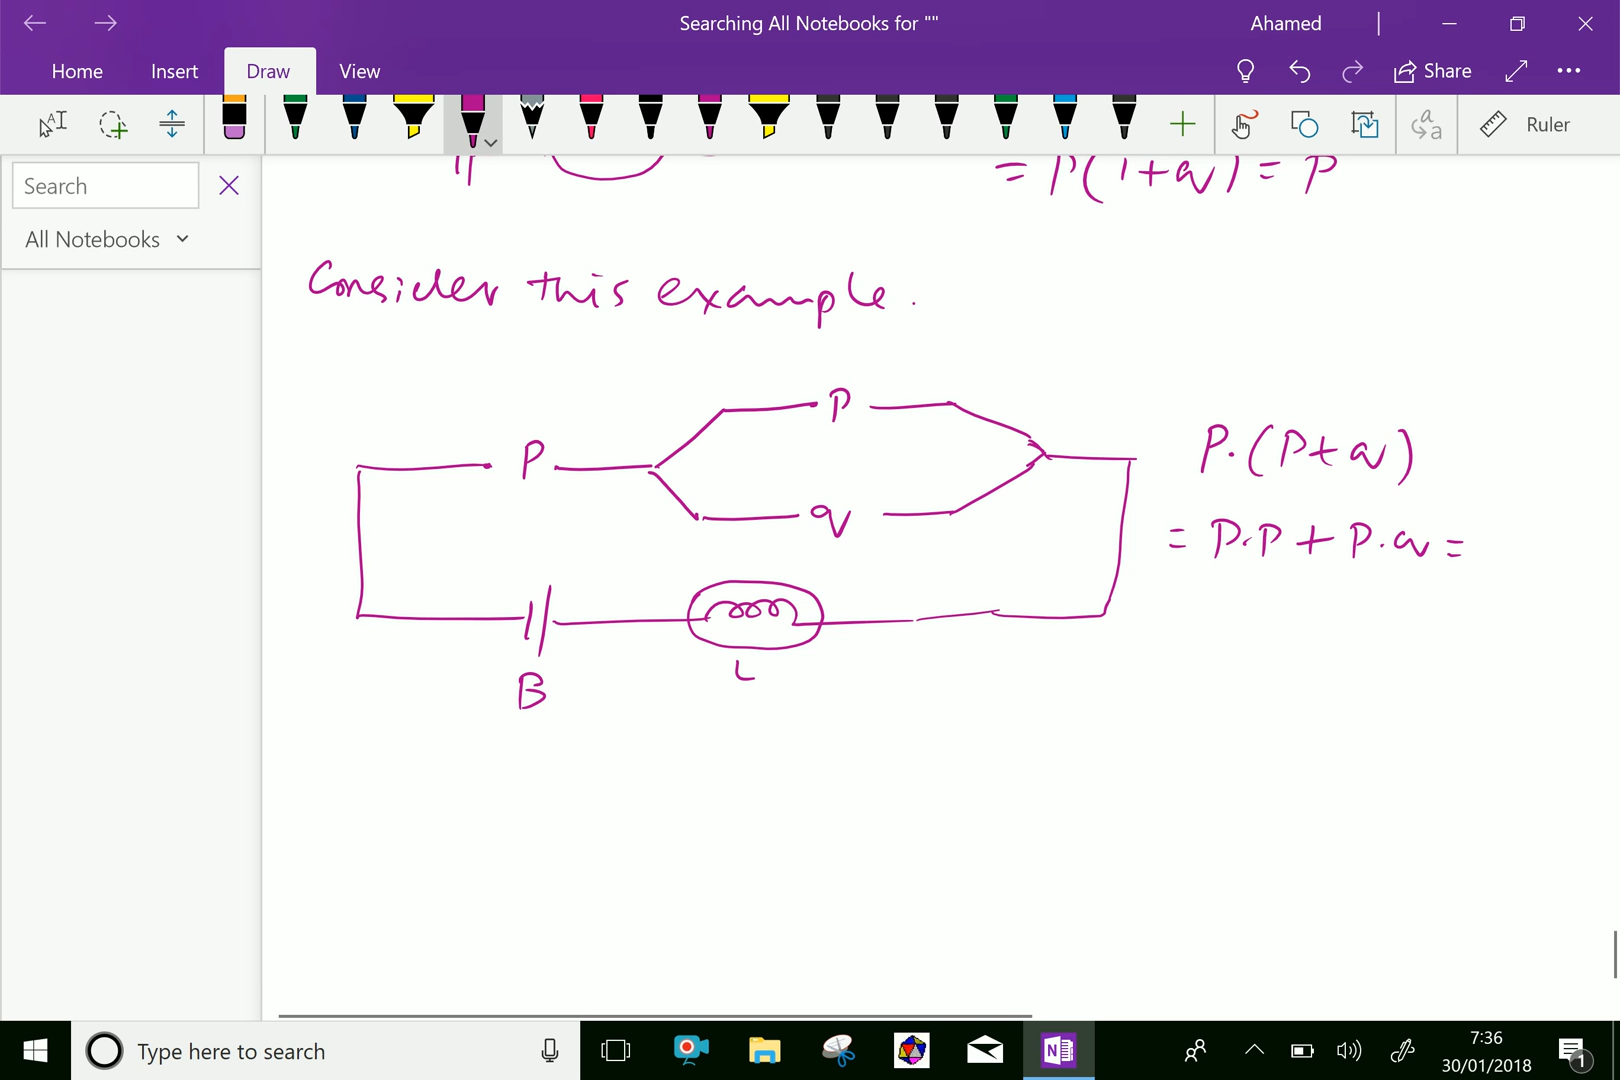 Searching All Notebooks for ""
Ahamed
Home
Insert
Draw
View
Share
Ruler
Search
All Notebooks
= P(1+q) = P
Consider this example.
P
P
q
B
L
P.(P+q)
= P.P + P.q =
Type here to search
7:36
30/01/2018
1